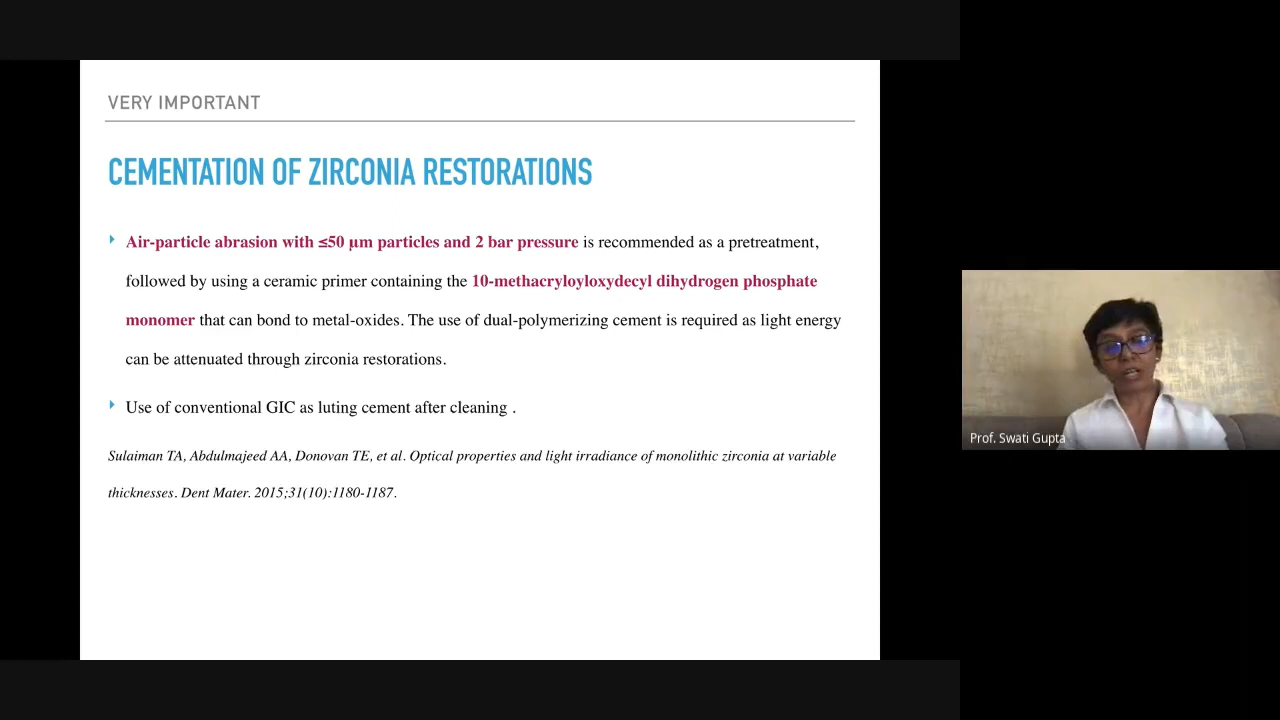 VERY IMPORTANT
CEMENTATION OF ZIRCONIA RESTORATIONS
Air-particle abrasion with ≤50 μm particles and 2 bar pressure is recommended as a pretreatment,
followed by using a ceramic primer containing the 10-methacryloyloxydecyl dihydrogen phosphate
monomer that can bond to metal-oxides. The use of dual-polymerizing cement is required as light energy
can be attenuated through zirconia restorations.
Use of conventional GIC as luting cement after cleaning .
Sulaiman TA, Abdulmajeed AA, Donovan TE, et al. Optical properties and light irradiance of monolithic zirconia at variable
thicknesses. Dent Mater. 2015;31(10):1180-1187.
Prof. Swati Gupta